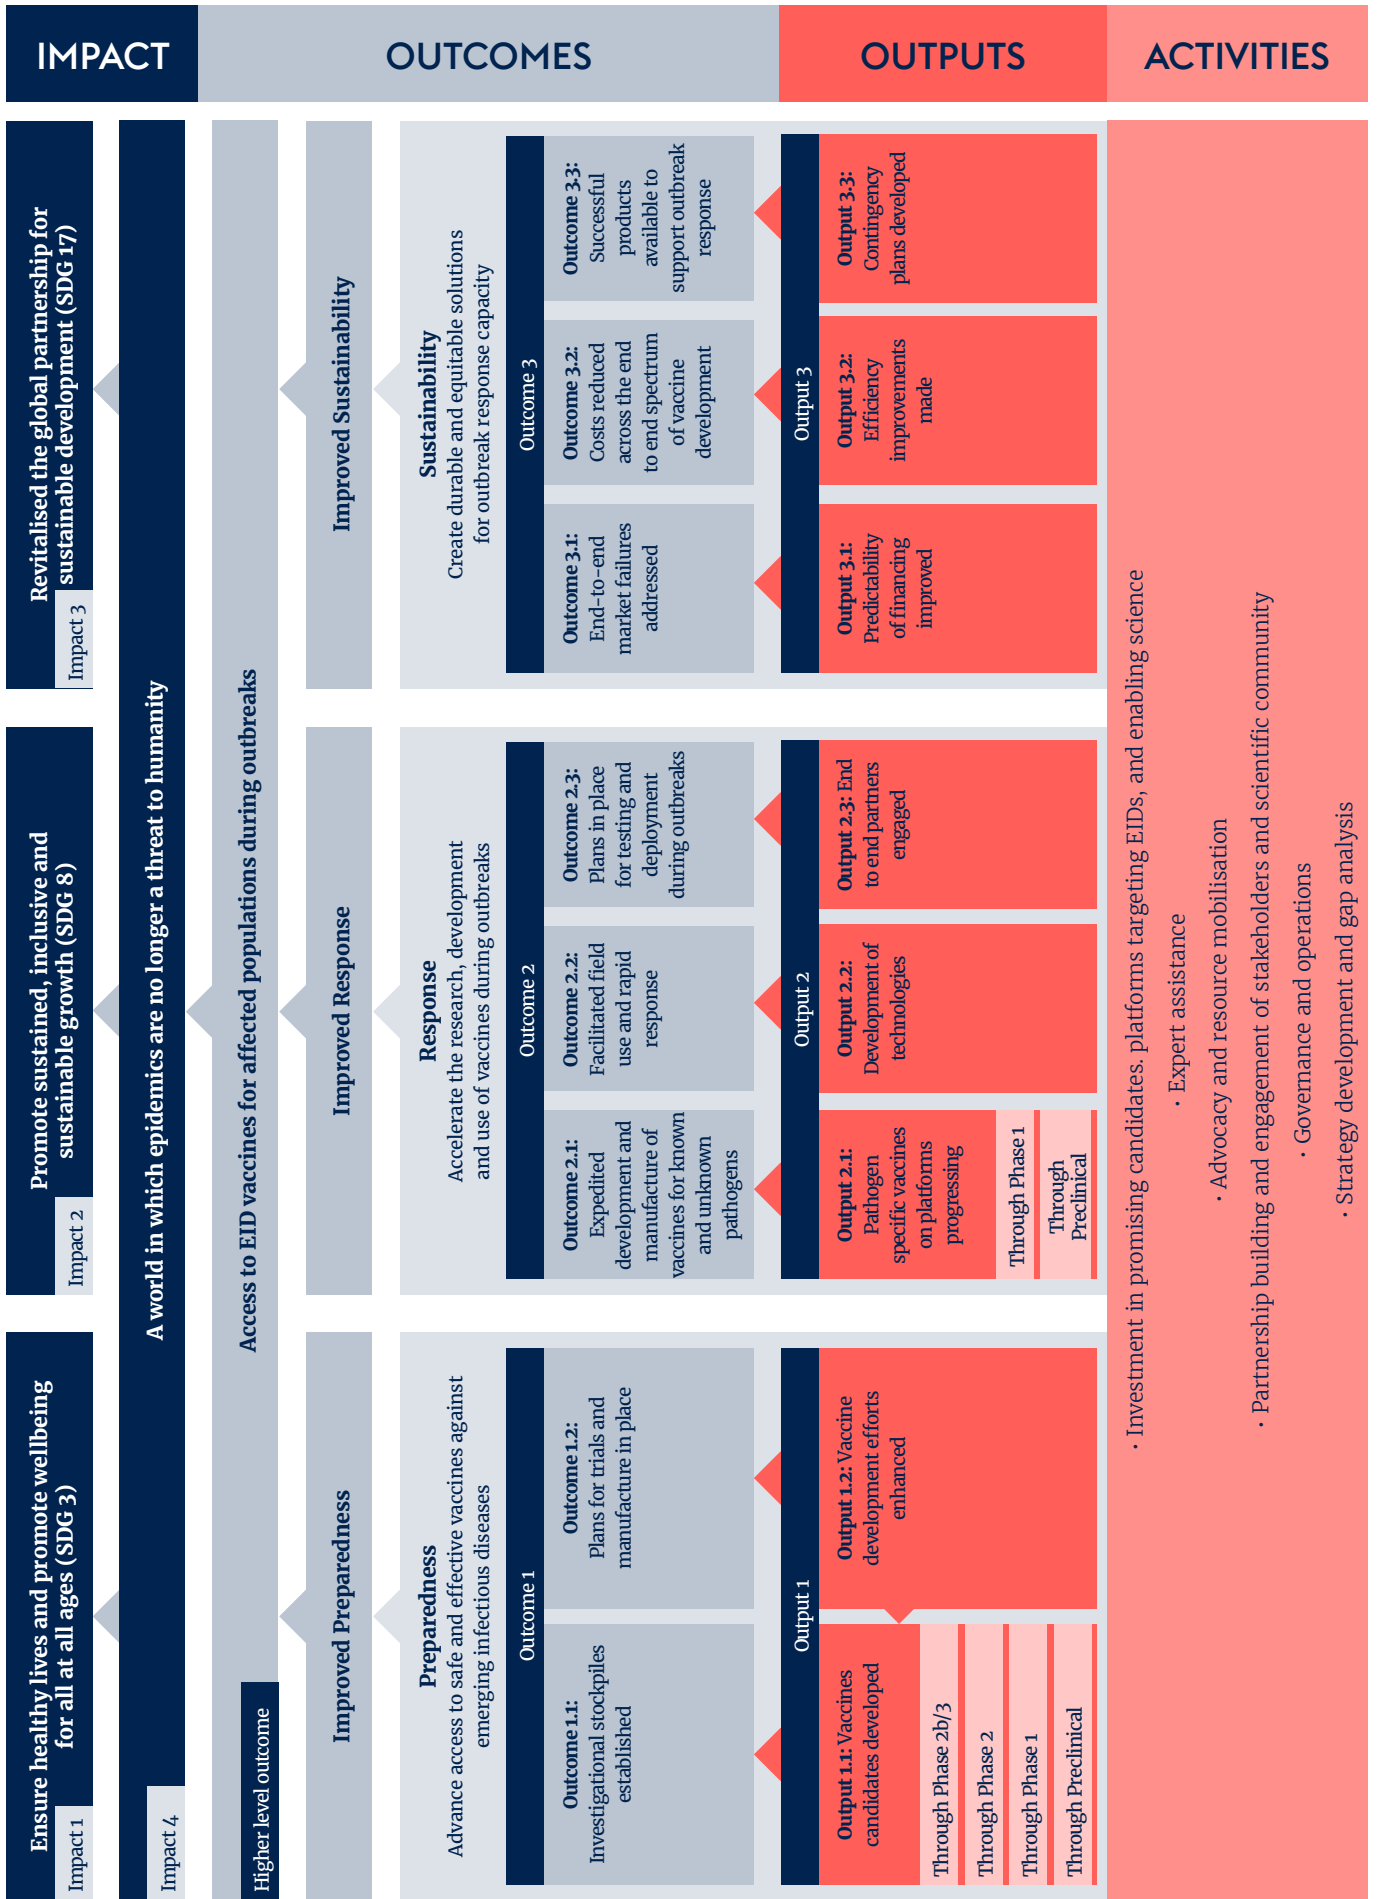 IMPACT
OUTCOMES
OUTPUTS
ACTIVITIES
Ensure healthy lives and promote wellbeing
for all at all ages (SDG 3)
Impact 1
Promote sustained, inclusive and
sustainable growth (SDG 8)
Impact 2
Revitalised the global partnership for
sustainable development (SDG 17)
Impact 3
A world in which epidemics are no longer a threat to humanity
Impact 4
Access to EID vaccines for affected populations during outbreaks
Higher level outcome
Improved Preparedness
Improved Response
Improved Sustainability
Preparedness
Advance access to safe and effective vaccines against
emerging infectious diseases
Outcome 1
Outcome 1.1:
Investigational stockpiles
established
Outcome 1.2:
Plans for trials and
manufacture in place
Response
Accelerate the research, development
and use of vaccines during outbreaks
Outcome 2
Outcome 2.1:
Expedited
development and
manufacture of
vaccines for known
and unknown
pathogens
Outcome 2.2:
Facilitated field
use and rapid
response
Outcome 2.3:
Plans in place
for testing and
deployment
during outbreaks
Sustainability
Create durable and equitable solutions
for outbreak response capacity
Outcome 3
Outcome 3.1:
End-to-end
market failures
addressed
Outcome 3.2:
Costs reduced
across the end
to end spectrum
of vaccine
development
Outcome 3.3:
Successful
products
available to
support outbreak
response
Output 1
Output 1.1: Vaccines
candidates developed
Through Phase 2b/3
Through Phase 2
Through Phase 1
Through Preclinical
Output 1.2: Vaccine
development efforts
enhanced
Output 2
Output 2.1:
Pathogen
specific vaccines
on platforms
progressing
Through Phase 1
Through
Preclinical
Output 2.2:
Development of
technologies
Output 2.3: End
to end partners
engaged
Output 3
Output 3.1:
Predictability
of financing
improved
Output 3.2:
Efficiency
improvements
made
Output 3.3:
Contingency
plans developed
· Investment in promising candidates. platforms targeting EIDs, and enabling science
· Expert assistance
· Advocacy and resource mobilisation
· Partnership building and engagement of stakeholders and scientific community
· Governance and operations
· Strategy development and gap analysis